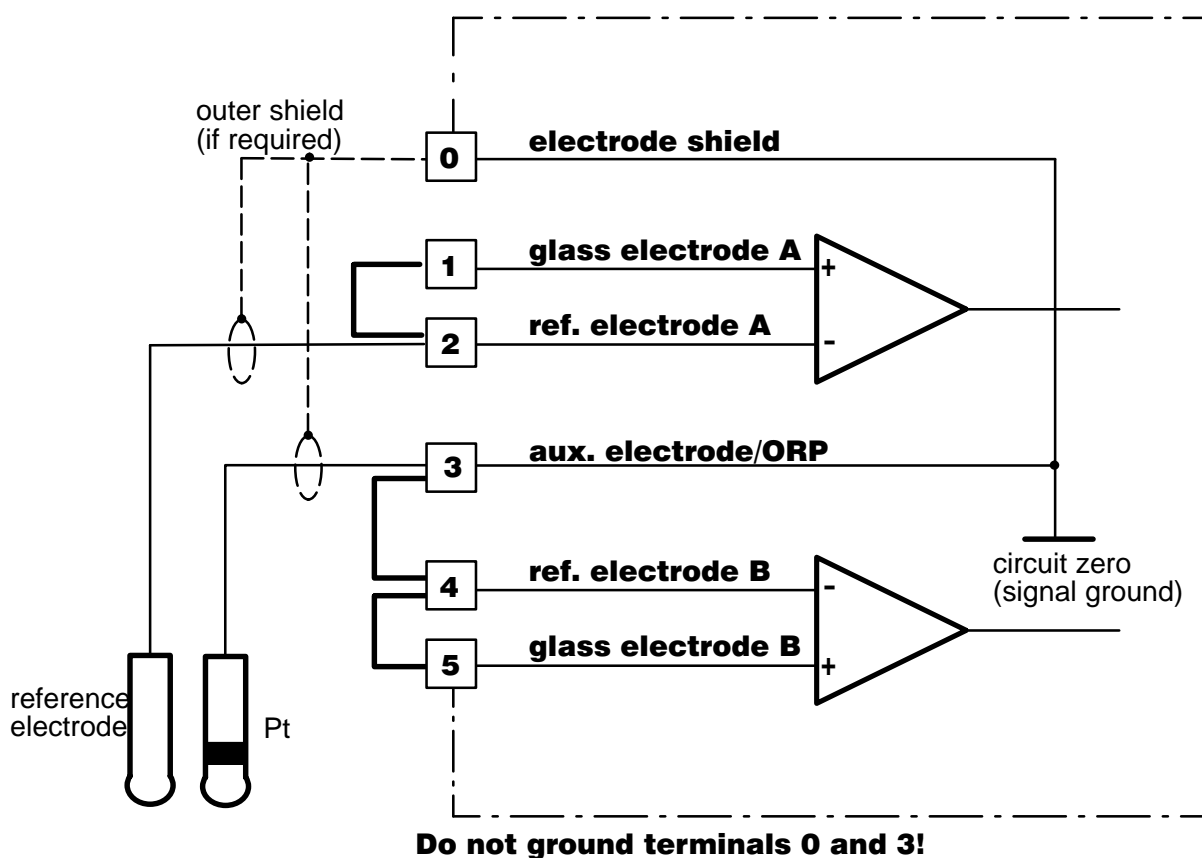 outer shield
(if required)
0
electrode shield
1
glass electrode A
+
2
ref. electrode A
-
3
aux. electrode/ORP
circuit zero
(signal ground)
4
ref. electrode B
-
5
glass electrode B
+
reference
electrode
Pt
Do not ground terminals 0 and 3!